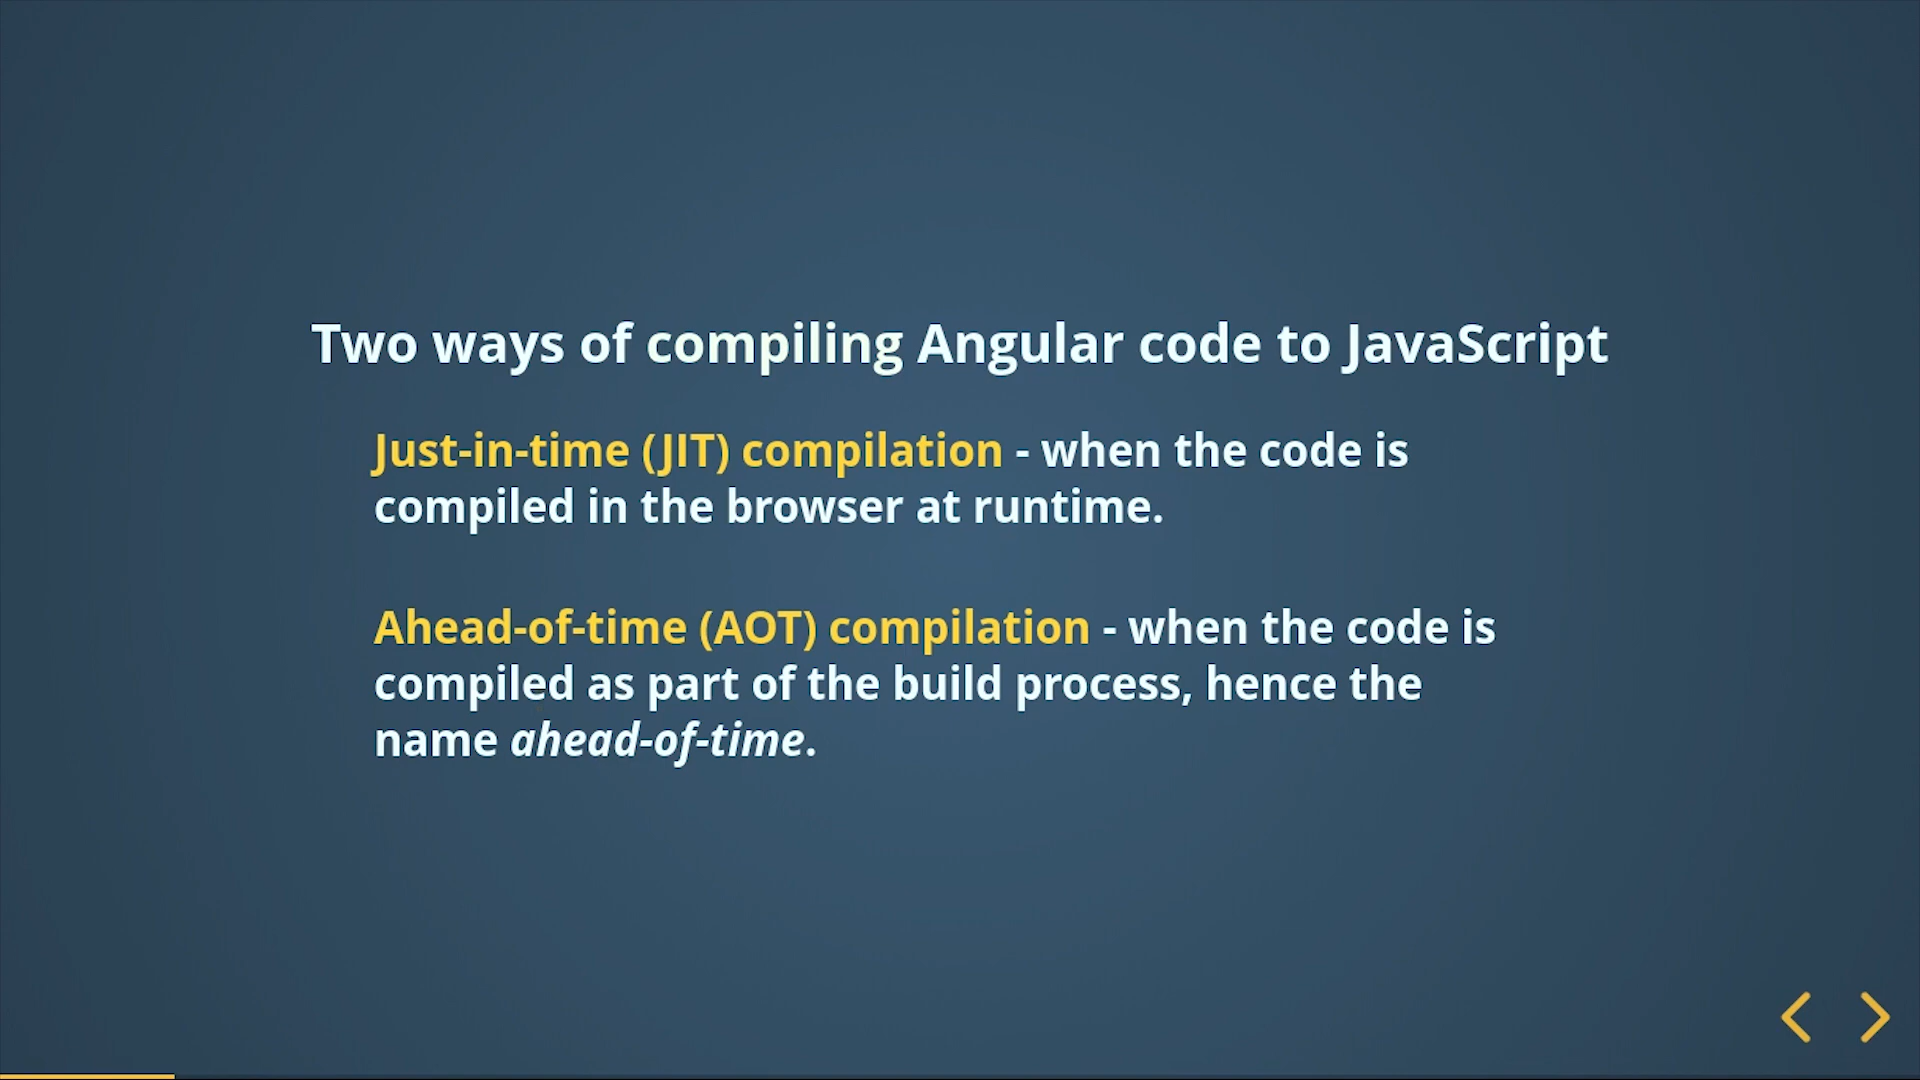 Two ways of compiling Angular code to JavaScript
Just-in-time (JIT) compilation - when the code is
compiled in the browser at runtime.
Ahead-of-time (AOT) compilation - when the code is
compiled as part of the build process, hence the
name ahead-of-time.